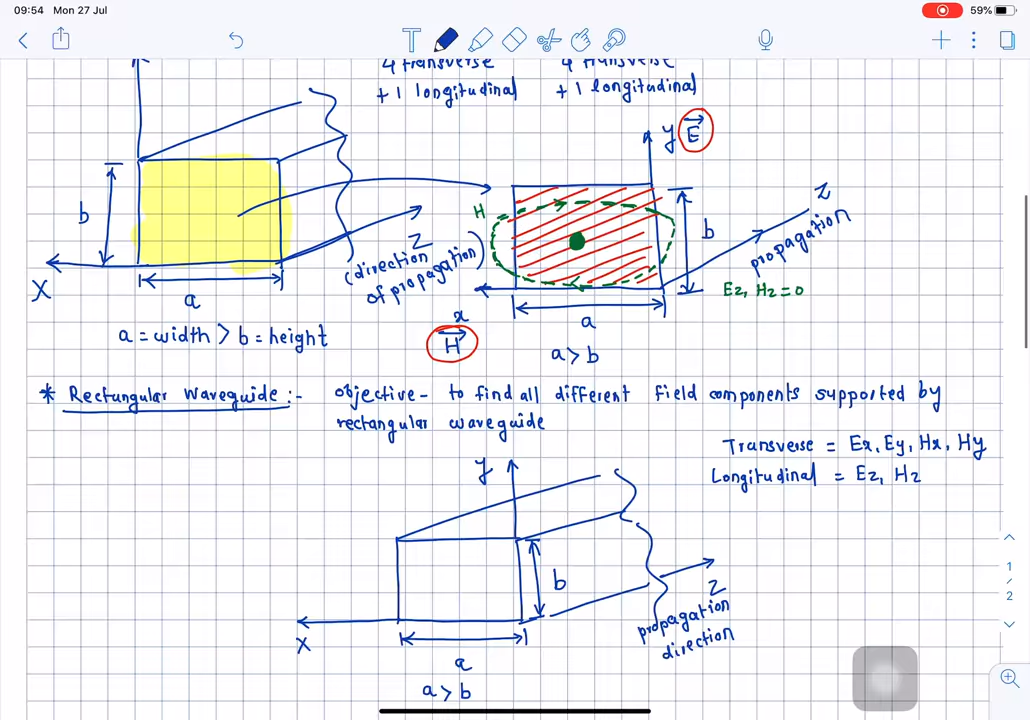 09:54 Mon 27 Jul
59%
4 transverse
+ 1 longitudinal
4 transverse
+ 1 longitudinal
y E
H
b
b
Z
propagation
Z
(direction
of propagation)
Ez, Hz = 0
X
a
x
a
H
a = width > b = height
a > b
* Rectangular Waveguide :- objective - to find all different field components supported by
rectangular waveguide
Transverse = Ex, Ey, Hx, Hy
Longitudinal = Ez, Hz
y
b
Z
propagation
direction
X
a
a > b
1
/
2